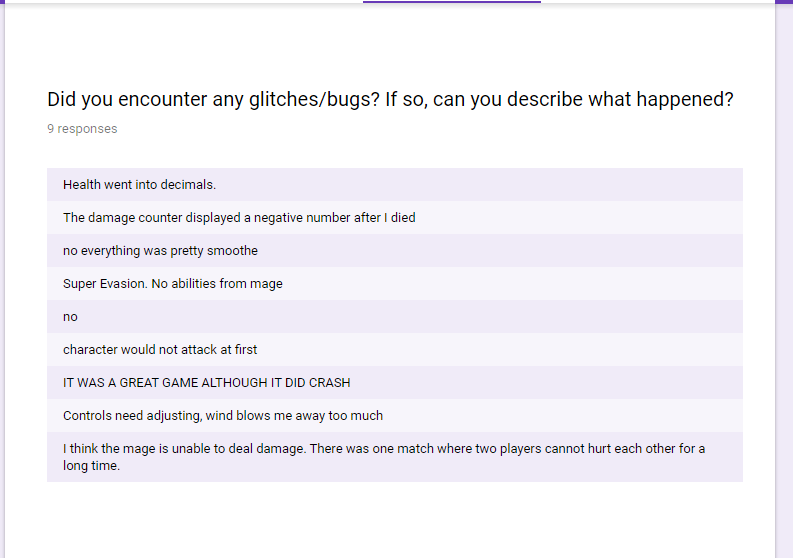 Did you encounter any glitches/bugs? If so, can you describe what happened?
9 responses
Health went into decimals.
The damage counter displayed a negative number after I died
no everything was pretty smoothe
Super Evasion. No abilities from mage
no
character would not attack at first
IT WAS A GREAT GAME ALTHOUGH IT DID CRASH
Controls need adjusting, wind blows me away too much
I think the mage is unable to deal damage. There was one match where two players cannot hurt each other for a
long time.